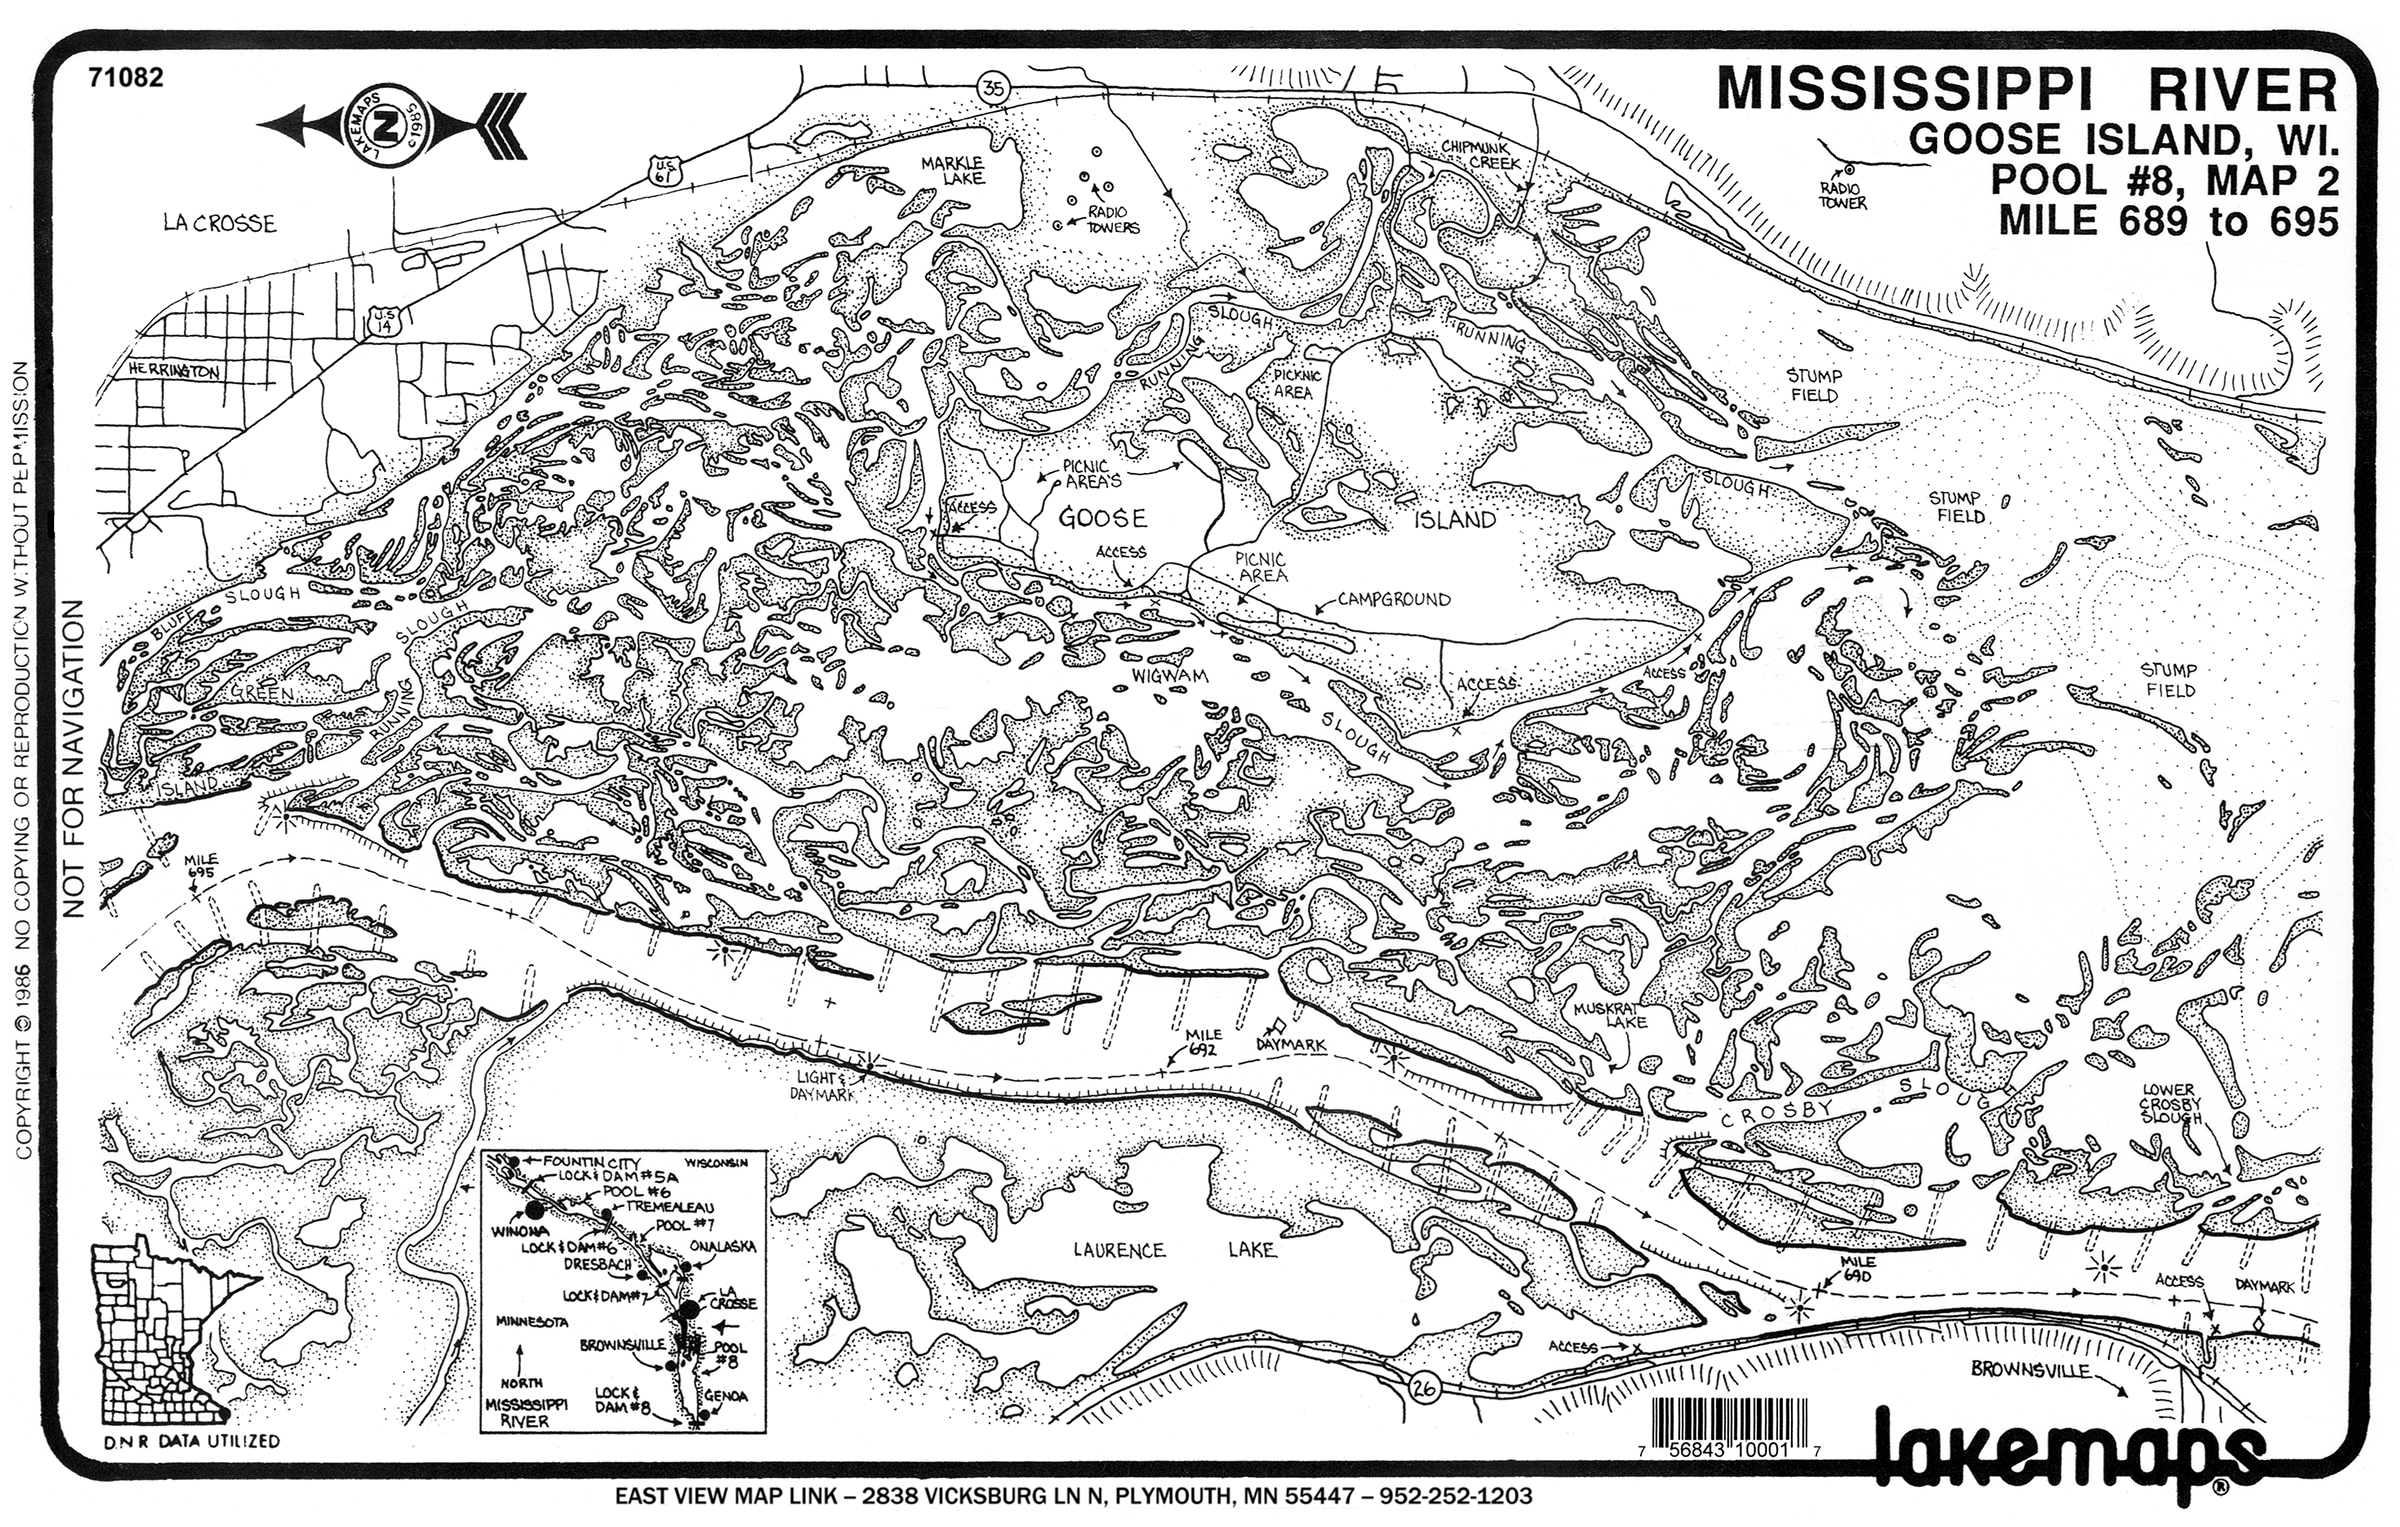 71082
MISSISSIPPI RIVER
GOOSE ISLAND, WI.
POOL #8, MAP 2
MILE 689 to 695
LAKEMAPS
N
©1985
35
U.S.
61
MARKLE
LAKE
RADIO
TOWERS
CHIPMUNK
CREEK
RADIO
TOWER
LA CROSSE
U.S
14
HERRINGTON
SLOUGH
RUNNING
RUNNING
PICKNIC
AREA
STUMP
FIELD
PICNIC
AREA'S
SLOUGH
STUMP
FIELD
ACCESS
GOOSE
ISLAND
ACCESS
PICNIC
AREA
CAMPGROUND
BLUFF
SLOUGH
SLOUGH
RUNNING
GREEN
ISLAND
WIGWAM
SLOUGH
ACCESS
ACCESS
STUMP
FIELD
MILE
695
MUSKRAT
LAKE
MILE
692
DAYMARK
LIGHT &
DAYMARK
CROSBY
SLOUGH
LOWER
CROSBY
SLOUGH
LAURENCE LAKE
MILE
690
ACCESS
DAYMARK
ACCESS
26
BROWNSVILLE
FOUNTIN CITY
WISCONSIN
LOCK & DAM #5A
POOL #6
TREMEALEAU
WINONA
POOL #7
LOCK & DAM #6
ONALASKA
DRESBACH
LOCK & DAM #7
LA
CROSSE
MINNESOTA
BROWNSVILLE
POOL
#8
NORTH
LOCK &
DAM #8
GENOA
MISSISSIPPI
RIVER
D.N R DATA UTILIZED
7 56843 10001 7
lakemaps®
NOT FOR NAVIGATION
COPYRIGHT © 1986 NO COPYING OR REPRODUCTION WITHOUT PERMISSION
EAST VIEW MAP LINK – 2838 VICKSBURG LN N, PLYMOUTH, MN 55447 – 952-252-1203